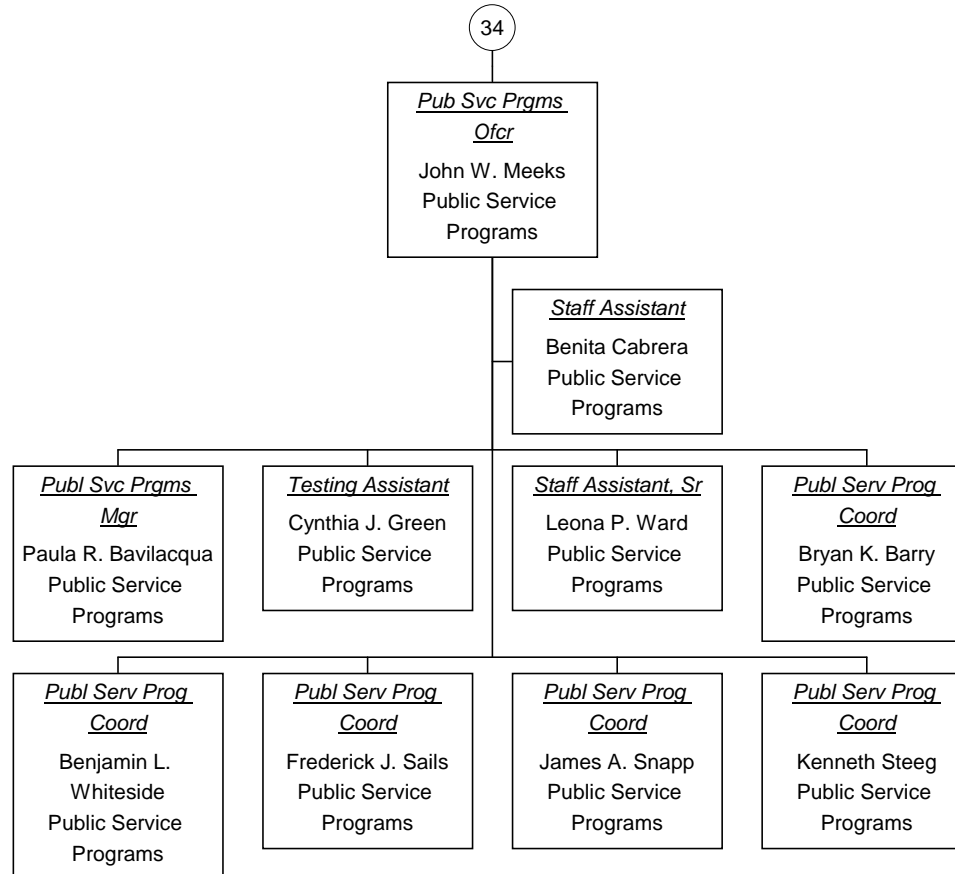 34
Pub Svc Prgms
Ofcr
John W. Meeks
Public Service
Programs
Staff Assistant
Benita Cabrera
Public Service
Programs
Publ Svc Prgms
Mgr
Paula R. Bavilacqua
Public Service
Programs
Testing Assistant
Cynthia J. Green
Public Service
Programs
Staff Assistant, Sr
Leona P. Ward
Public Service
Programs
Publ Serv Prog
Coord
Bryan K. Barry
Public Service
Programs
Publ Serv Prog
Coord
Benjamin L.
Whiteside
Public Service
Programs
Publ Serv Prog
Coord
Frederick J. Sails
Public Service
Programs
Publ Serv Prog
Coord
James A. Snapp
Public Service
Programs
Publ Serv Prog
Coord
Kenneth Steeg
Public Service
Programs